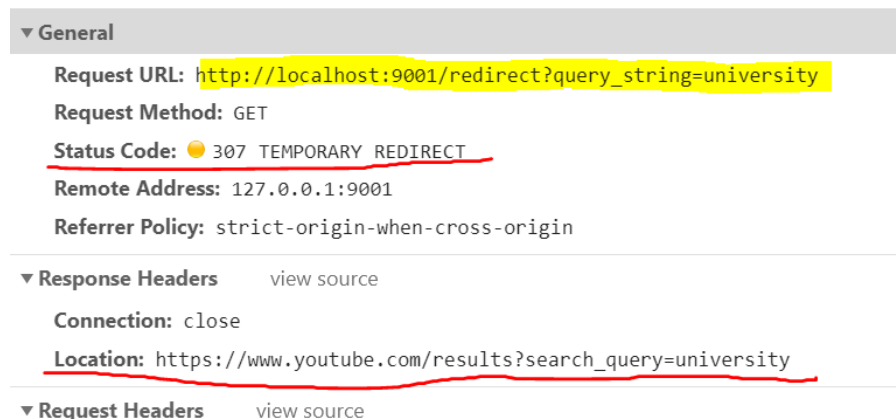 General
Request URL: http://localhost:9001/redirect?query_string=university
Request Method: GET
Status Code: 307 TEMPORARY REDIRECT
Remote Address: 127.0.0.1:9001
Referrer Policy: strict-origin-when-cross-origin
Response Headers view source
Connection: close
Location: https://www.youtube.com/results?search_query=university
Request Headers view source